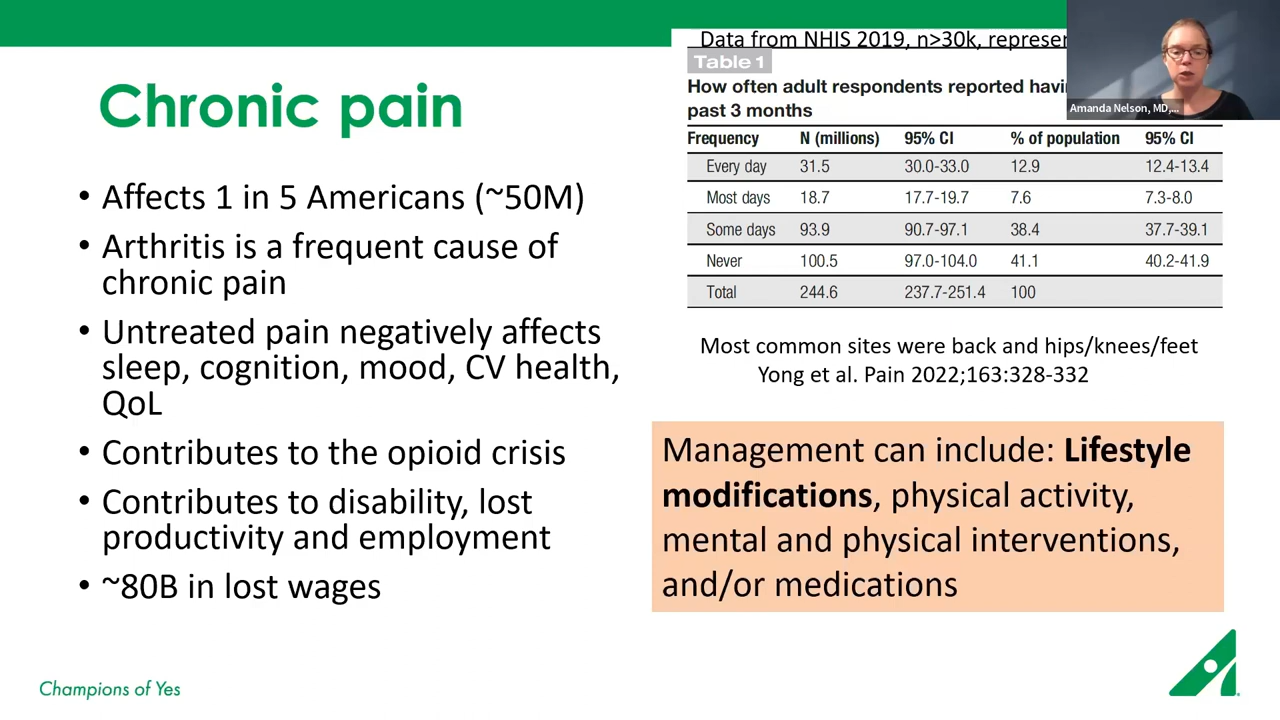 Chronic pain
• Affects 1 in 5 Americans (~50M)
• Arthritis is a frequent cause of
chronic pain
• Untreated pain negatively affects
sleep, cognition, mood, CV health,
QoL
• Contributes to the opioid crisis
• Contributes to disability, lost
productivity and employment
• ~80B in lost wages
Data from NHIS 2019, n>30k,
Table 1
How often adult respondents reported
past 3 months
Frequency N (millions) 95% CI % of population 95% CI
Every day 31.5 30.0-33.0 12.9 12.4-13.4
Most days 18.7 17.7-19.7 7.6 7.3-8.0
Some days 93.9 90.7-97.1 38.4 37.7-39.1
Never 100.5 97.0-104.0 41.1 40.2-41.9
Total 244.6 237.7-251.4 100
Most common sites were back and hips/knees/feet
Yong et al. Pain 2022;163:328-332
Management can include: Lifestyle
modifications, physical activity,
mental and physical interventions,
and/or medications
Amanda Nelson, MD,...
Champions of Yes